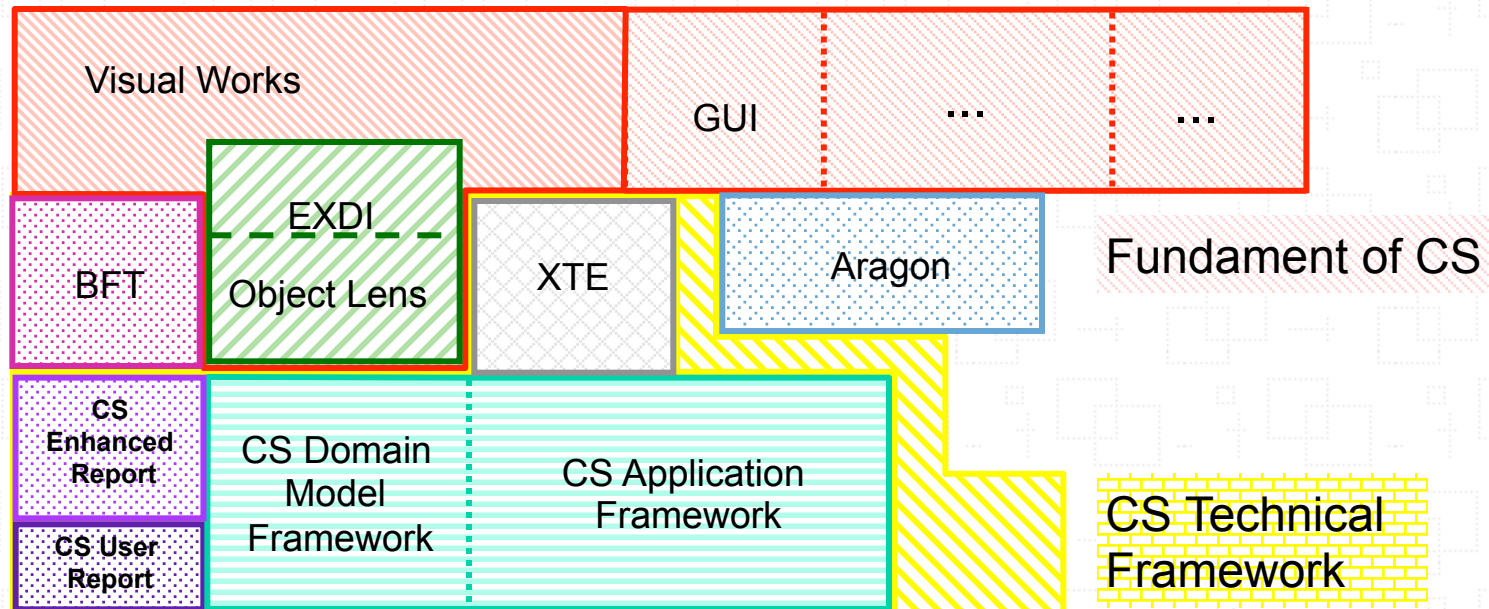 Visual Works
GUI
...
...
EXDI
Object Lens
BFT
XTE
Aragon
Fundament of CS
CS
Enhanced
Report
CS Domain
Model
Framework
CS Application
Framework
CS User
Report
CS Technical
Framework